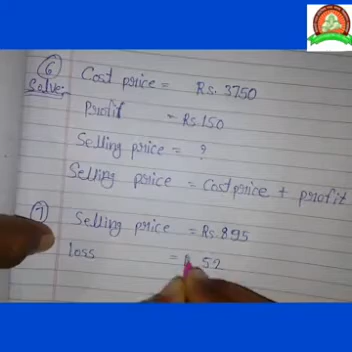 6 Cost price = Rs. 3750
Solve:
Profit = Rs 150
Selling price = ?
Selling price = Cost price + profit
7 Selling price = Rs. 895
loss = 52